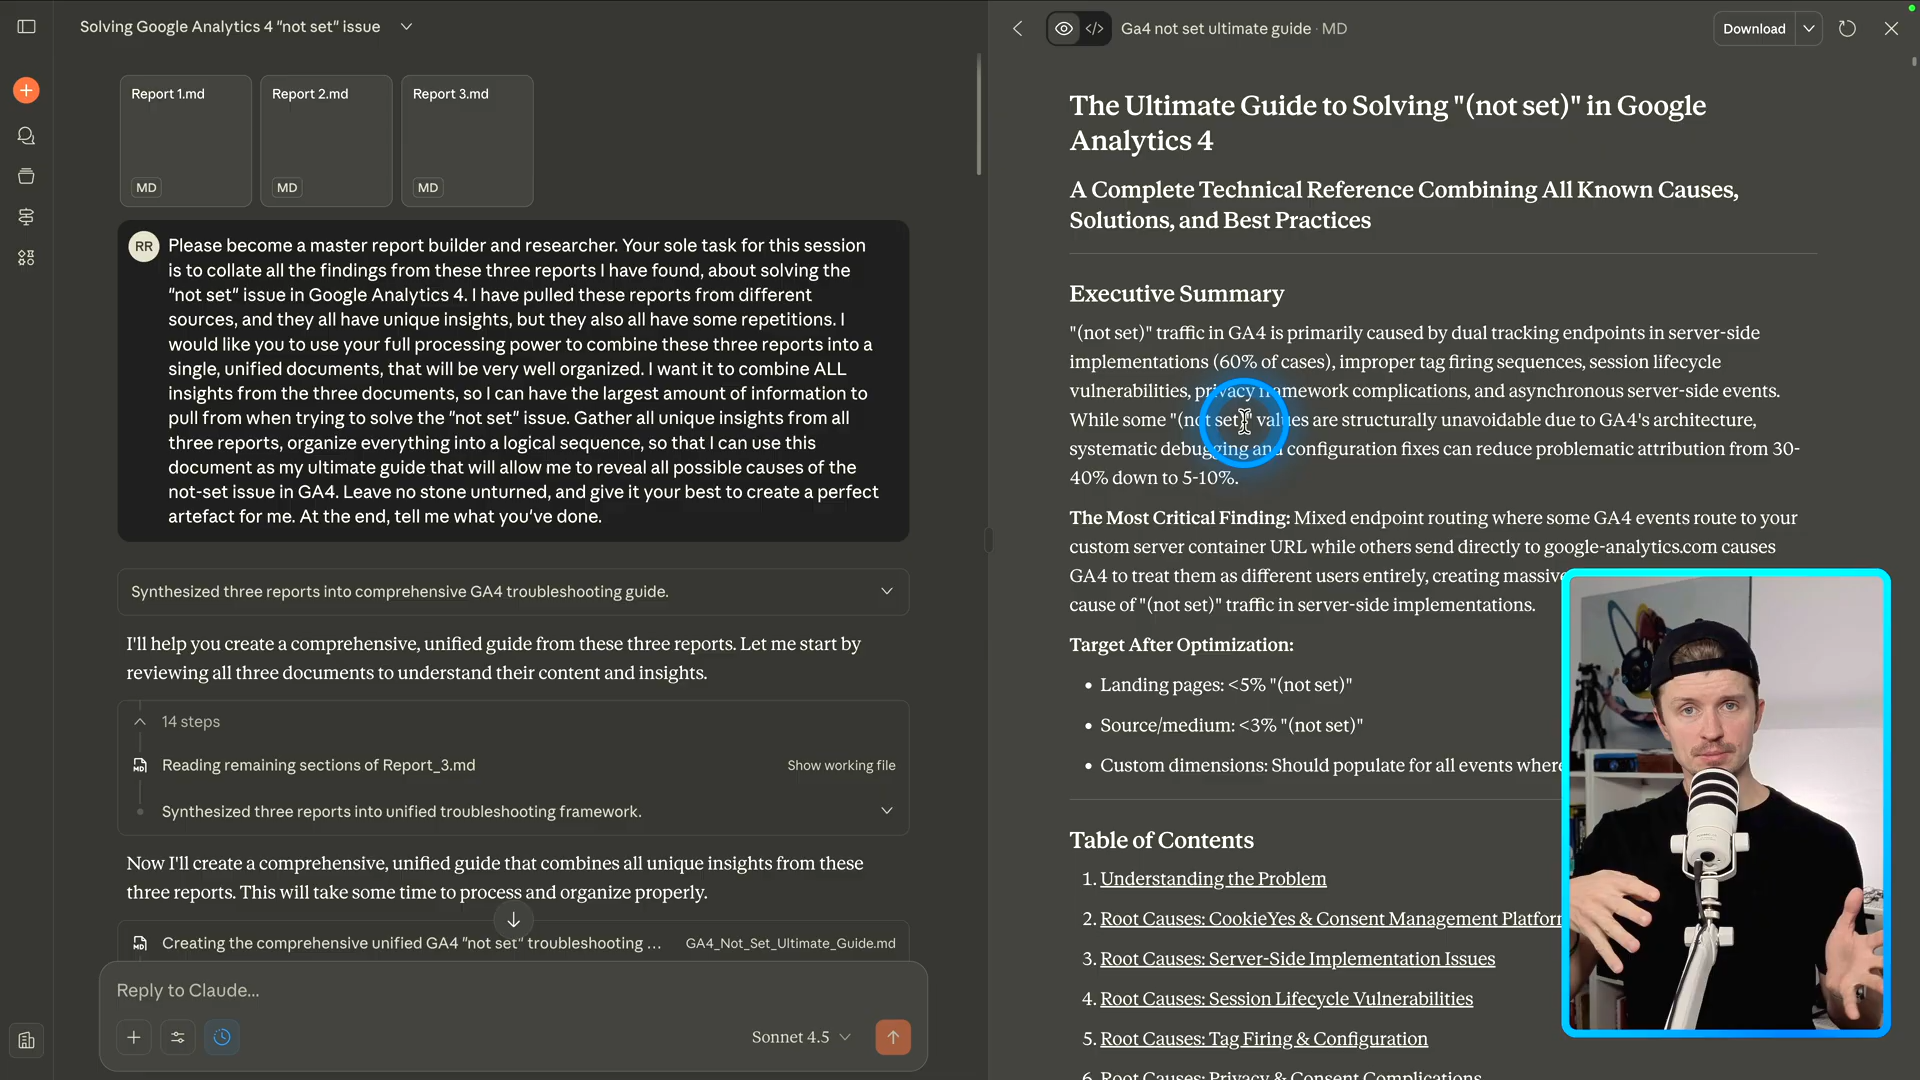 Solving Google Analytics 4 "not set" issue
Report 1.md
MD
Report 2.md
MD
Report 3.md
MD
RR
Please become a master report builder and researcher. Your sole task for this session
is to collate all the findings from these three reports I have found, about solving the
"not set" issue in Google Analytics 4. I have pulled these reports from different
sources, and they all have unique insights, but they also all have some repetitions. I
would like you to use your full processing power to combine these three reports into a
single, unified documents, that will be very well organized. I want it to combine ALL
insights from the three documents, so I can have the largest amount of information to
pull from when trying to solve the "not set" issue. Gather all unique insights from all
three reports, organize everything into a logical sequence, so that I can use this
document as my ultimate guide that will allow me to reveal all possible causes of the
not-set issue in GA4. Leave no stone unturned, and give it your best to create a perfect
artefact for me. At the end, tell me what you've done.
Synthesized three reports into comprehensive GA4 troubleshooting guide.
I'll help you create a comprehensive, unified guide from these three reports. Let me start by
reviewing all three documents to understand their content and insights.
14 steps
Reading remaining sections of Report_3.md
Show working file
Synthesized three reports into unified troubleshooting framework.
Now I'll create a comprehensive, unified guide that combines all unique insights from these
three reports. This will take some time to process and organize properly.
Creating the comprehensive unified GA4 "not set" troubleshooting ...
GA4_Not_Set_Ultimate_Guide.md
Reply to Claude...
Sonnet 4.5
Ga4 not set ultimate guide · MD
Download
The Ultimate Guide to Solving "(not set)" in Google
Analytics 4
A Complete Technical Reference Combining All Known Causes,
Solutions, and Best Practices
Executive Summary
"(not set)" traffic in GA4 is primarily caused by dual tracking endpoints in server-side
implementations (60% of cases), improper tag firing sequences, session lifecycle
vulnerabilities, privacy framework complications, and asynchronous server-side events.
While some "(not set)" values are structurally unavoidable due to GA4's architecture,
systematic debugging and configuration fixes can reduce problematic attribution from 30-
40% down to 5-10%.
The Most Critical Finding: Mixed endpoint routing where some GA4 events route to your
custom server container URL while others send directly to google-analytics.com causes
GA4 to treat them as different users entirely, creating massive
cause of "(not set)" traffic in server-side implementations.
Target After Optimization:
• Landing pages: <5% "(not set)"
• Source/medium: <3% "(not set)"
• Custom dimensions: Should populate for all events where
Table of Contents
1. Understanding the Problem
2. Root Causes: CookieYes & Consent Management Platform
3. Root Causes: Server-Side Implementation Issues
4. Root Causes: Session Lifecycle Vulnerabilities
5. Root Causes: Tag Firing & Configuration
6. Root Causes: Privacy & Consent Complications